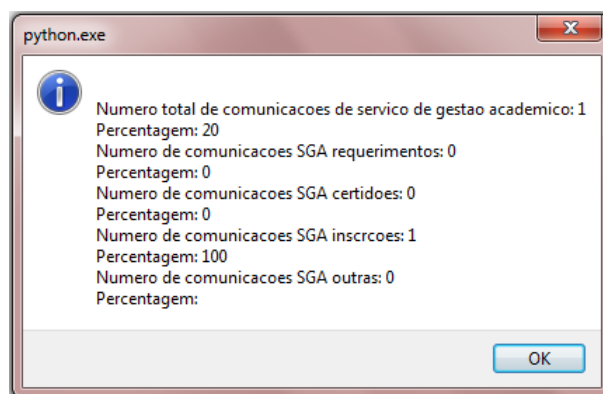 python.exe
Numero total de comunicacoes de servico de gestao academico: 1
Percentagem: 20
Numero de comunicacoes SGA requerimentos: 0
Percentagem: 0
Numero de comunicacoes SGA certidoes: 0
Percentagem: 0
Numero de comunicacoes SGA inscrcoes: 1
Percentagem: 100
Numero de comunicacoes SGA outras: 0
Percentagem:
OK